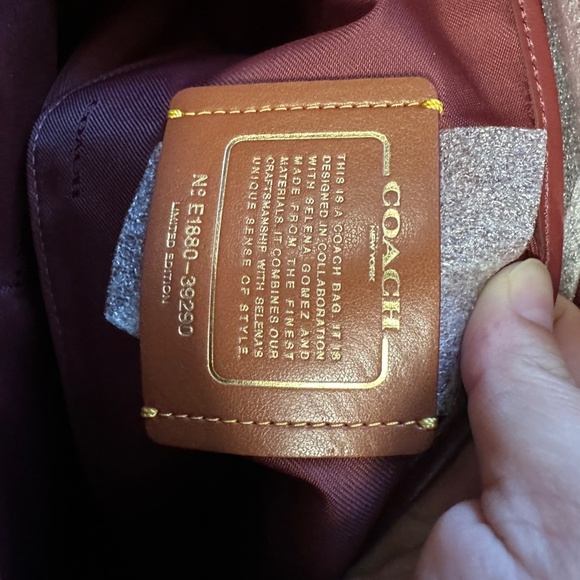 COACH
NEW YORK
THIS IS A COACH BAG. IT IS
DESIGNED IN COLLABORATION
WITH SELENA GOMEZ AND
MADE FROM THE FINEST
MATERIALS. IT COMBINES OUR
CRAFTSMANSHIP WITH SELENA'S
UNIQUE SENSE OF STYLE.
Nº E1880-39290
LIMITED EDITION
COACH